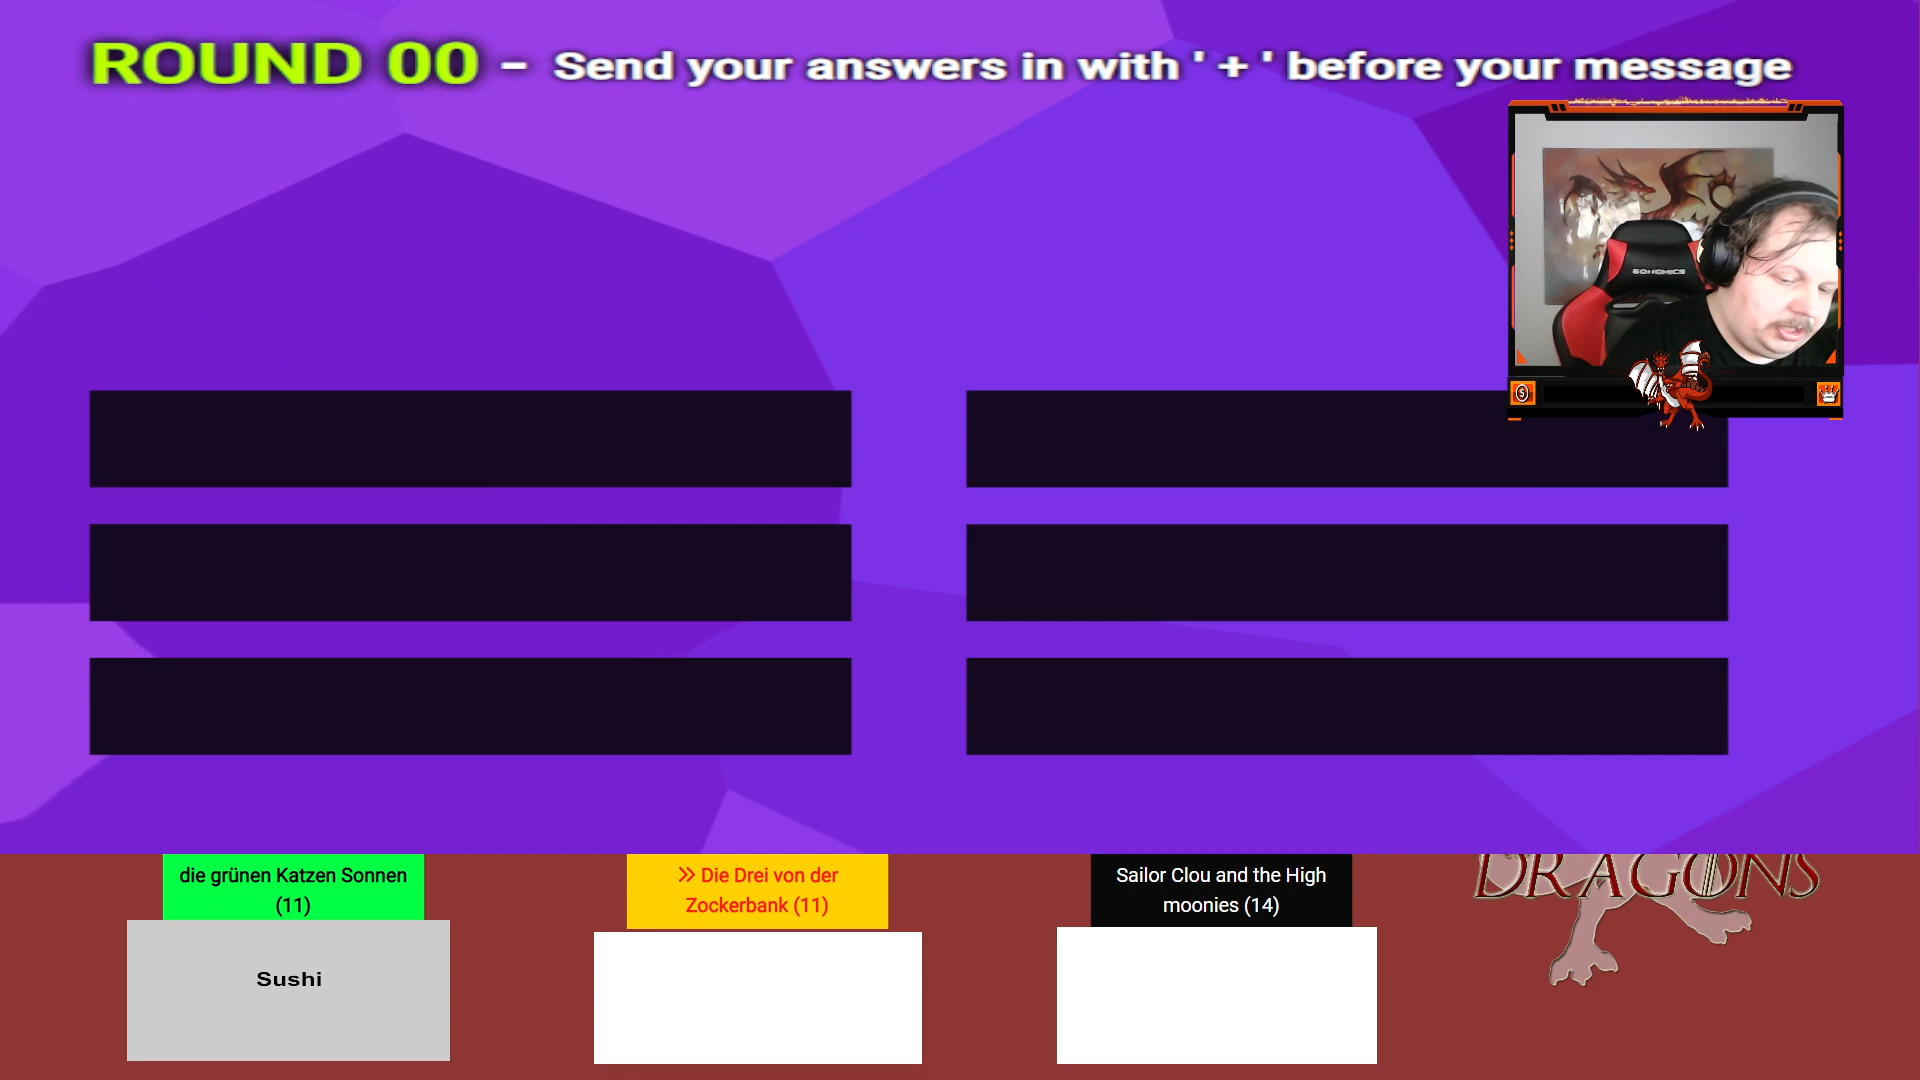 ROUND 00 - Send your answers in with ' + ' before your message
SONGMICS
die grünen Katzen Sonnen
(11)
Sushi
>> Die Drei von der
Zockerbank (11)
Sailor Clou and the High
moonies (14)
DRAGONS